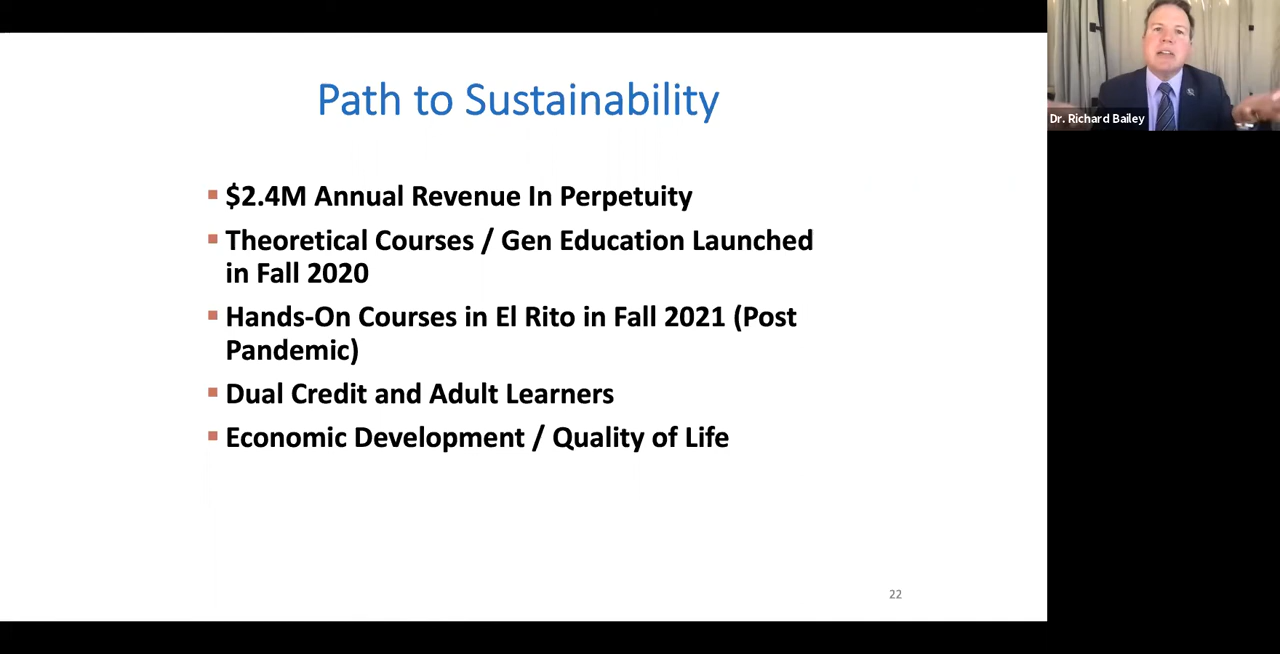 Path to Sustainability
Dr. Richard Bailey
$2.4M Annual Revenue In Perpetuity
Theoretical Courses / Gen Education Launched
in Fall 2020
Hands-On Courses in El Rito in Fall 2021 (Post
Pandemic)
Dual Credit and Adult Learners
Economic Development / Quality of Life
22